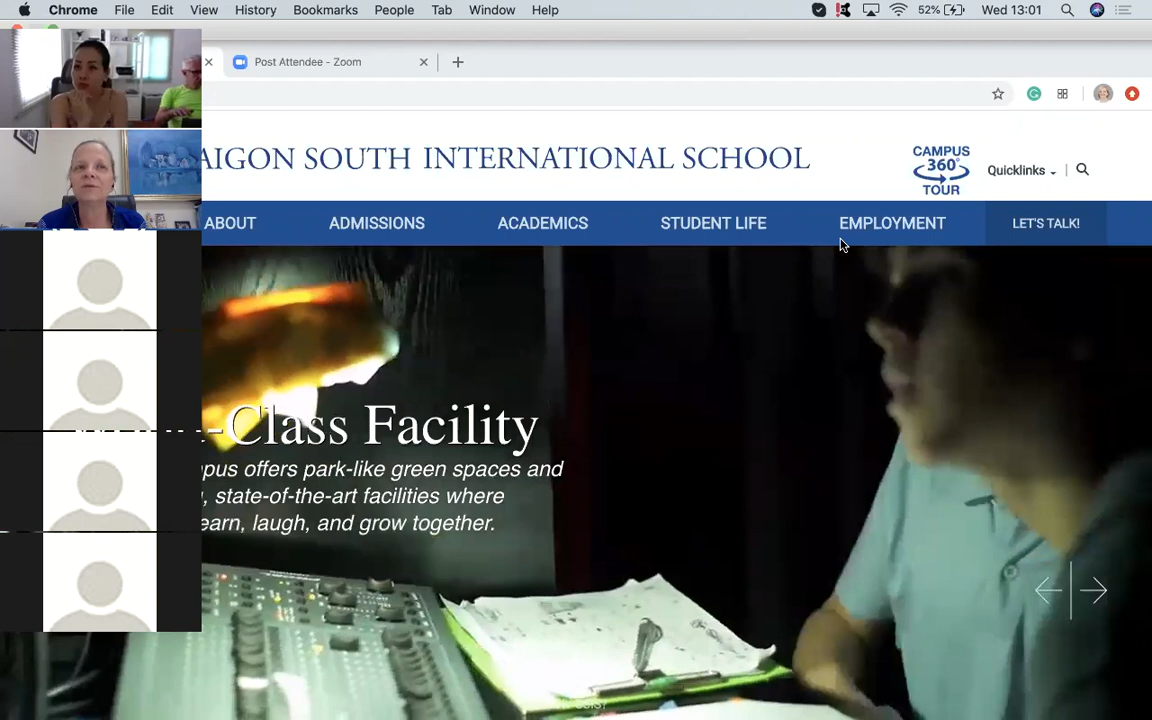 Chrome File Edit View History Bookmarks People Tab Window Help 52% Wed 13:01
Post Attendee - Zoom
AIGON SOUTH INTERNATIONAL SCHOOL
CAMPUS
360°
TOUR
Quicklinks
ABOUT ADMISSIONS ACADEMICS STUDENT LIFE EMPLOYMENT LET'S TALK!
-Class Facility
pus offers park-like green spaces and
, state-of-the-art facilities where
earn, laugh, and grow together.